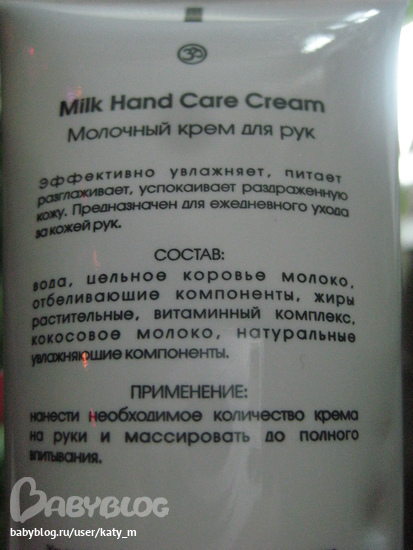 Milk Hand Care Cream
Молочный крем для рук
Эффективно увлажняет, питает
разглаживает, успокаивает раздраженную
кожу. Предназначен для ежедневного ухода
за кожей рук.
СОСТАВ:
вода, цельное коровье молоко,
отбеливающие компоненты, жиры
растительные, витаминный комплекс,
кокосовое молоко, натуральные
увлажняющие компоненты.
ПРИМЕНЕНИЕ:
нанести необходимое количество крема
на руки и массировать до полного
впитывания.
BABYBLOG
babyblog.ru/user/katy_m